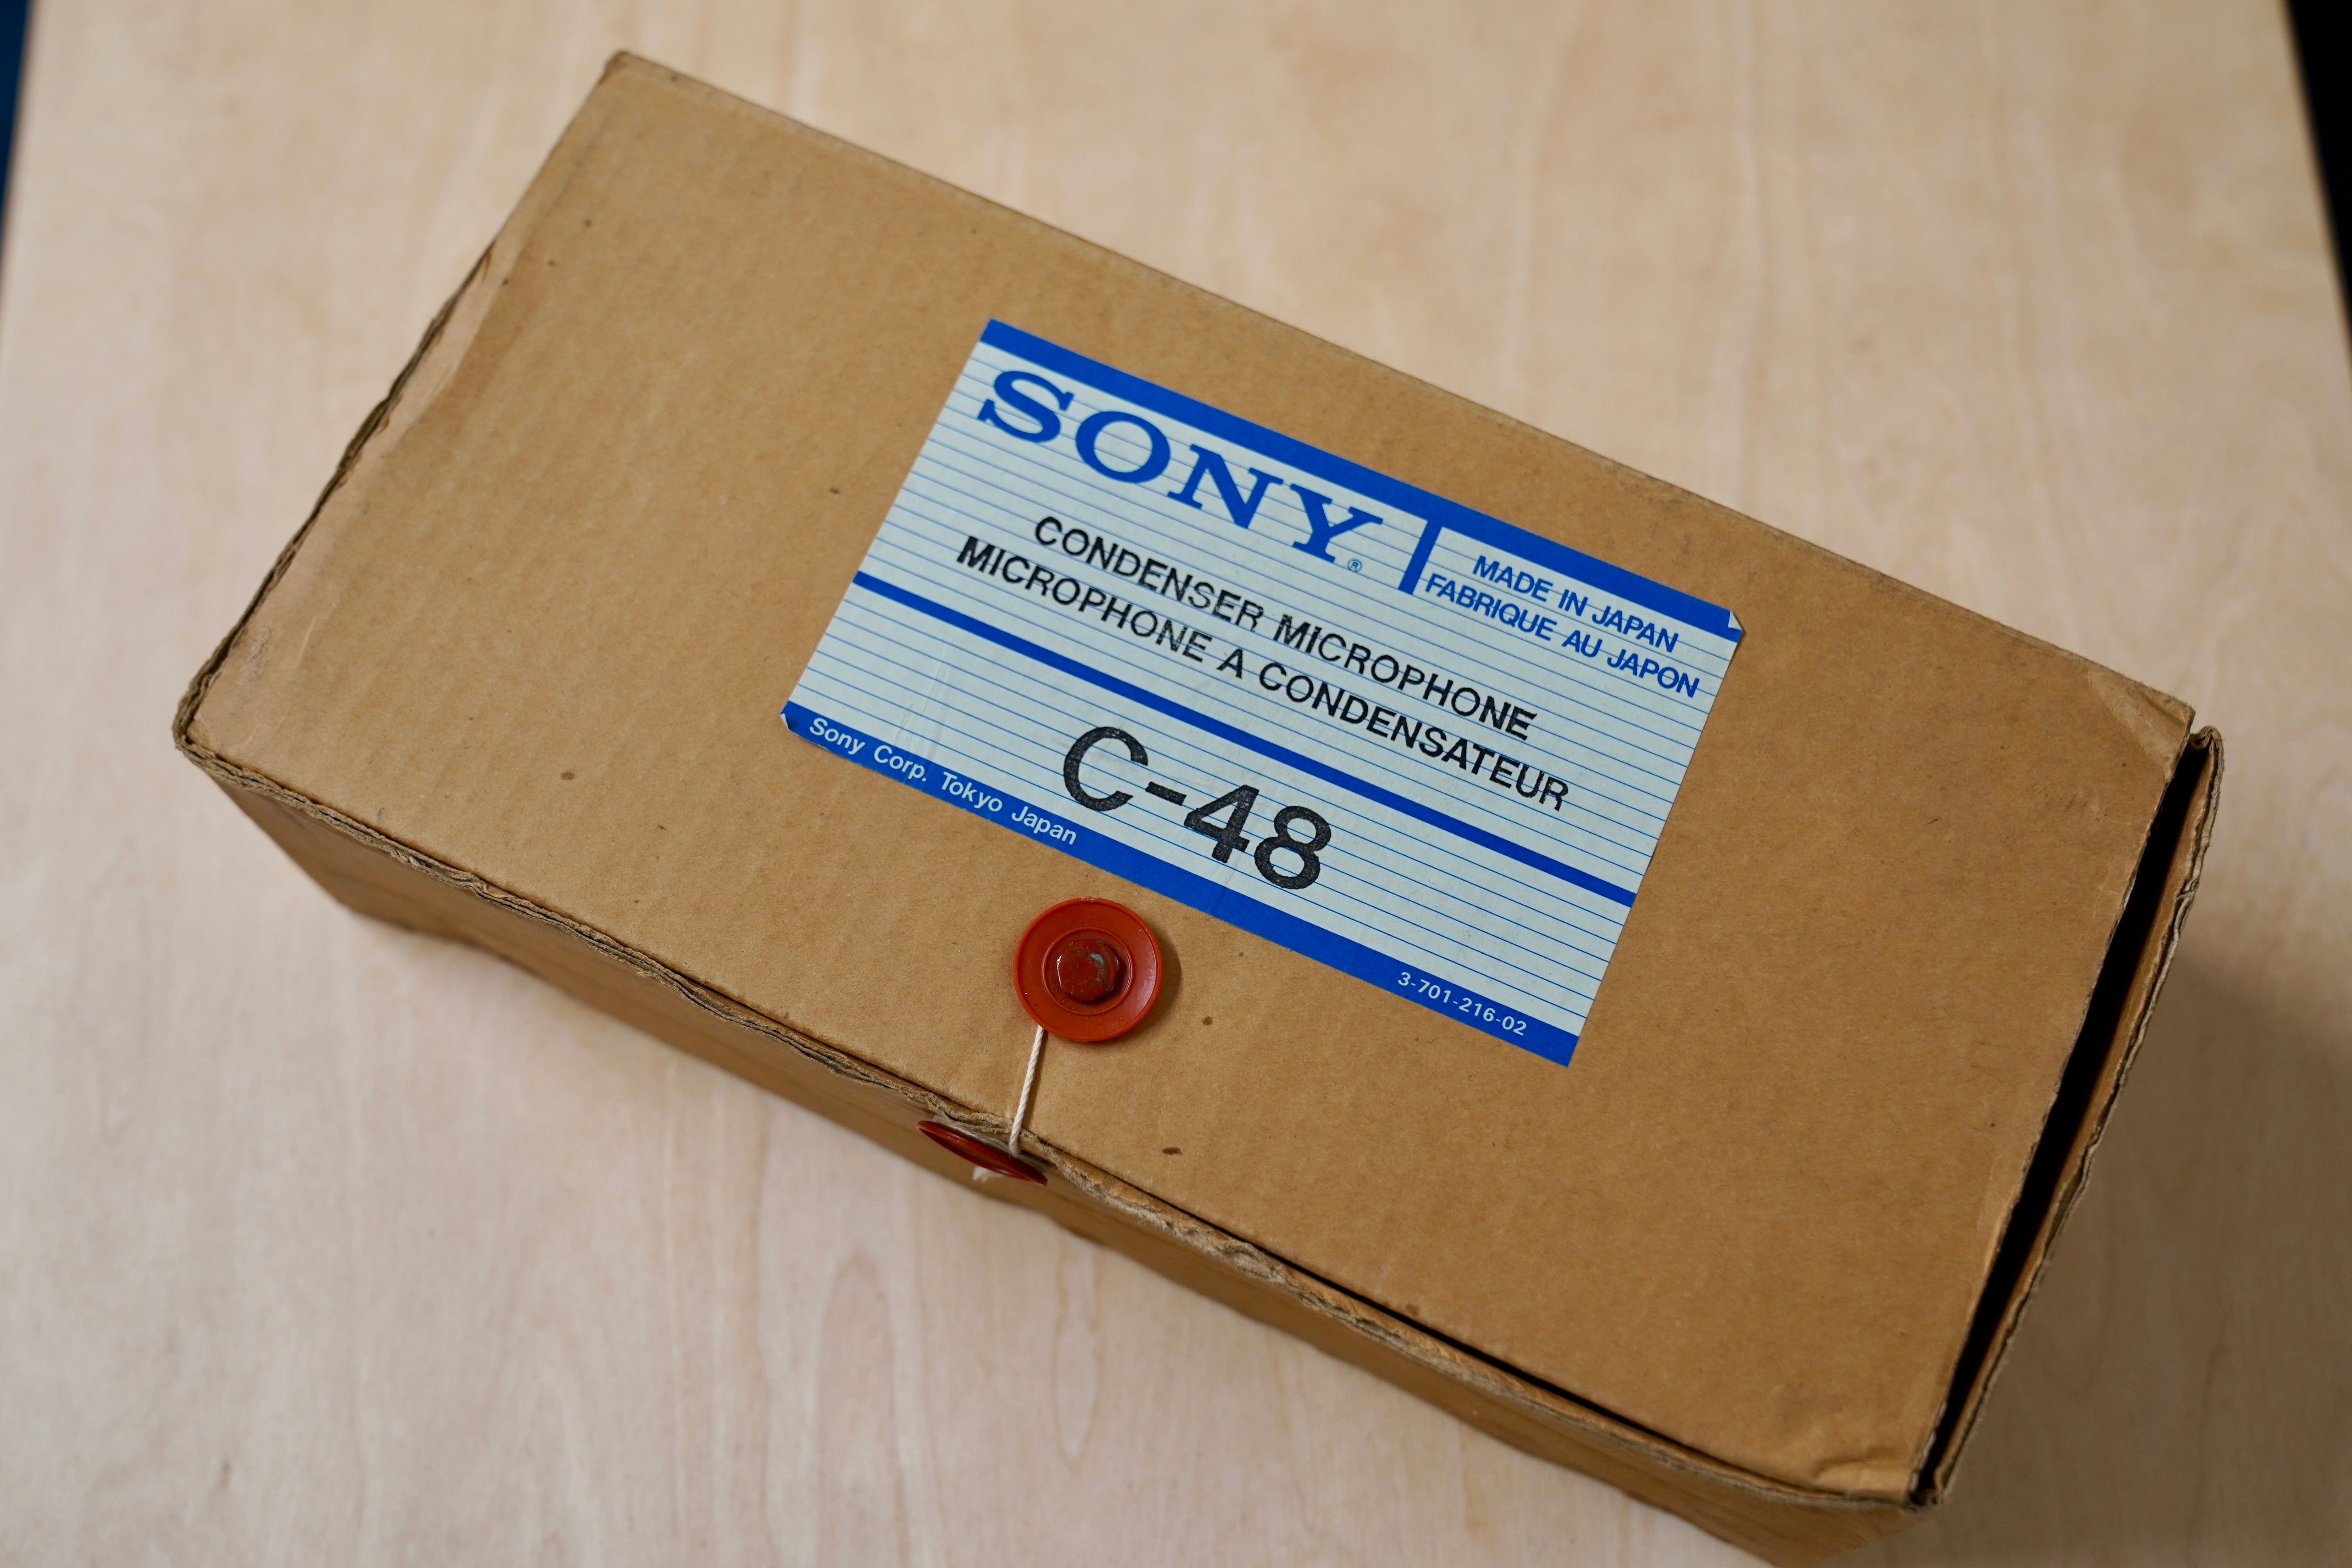 SONY®
MADE IN JAPAN
FABRIQUE AU JAPON
CONDENSER MICROPHONE
MICROPHONE A CONDENSATEUR
C-48
Sony Corp. Tokyo Japan
3-701-216-02